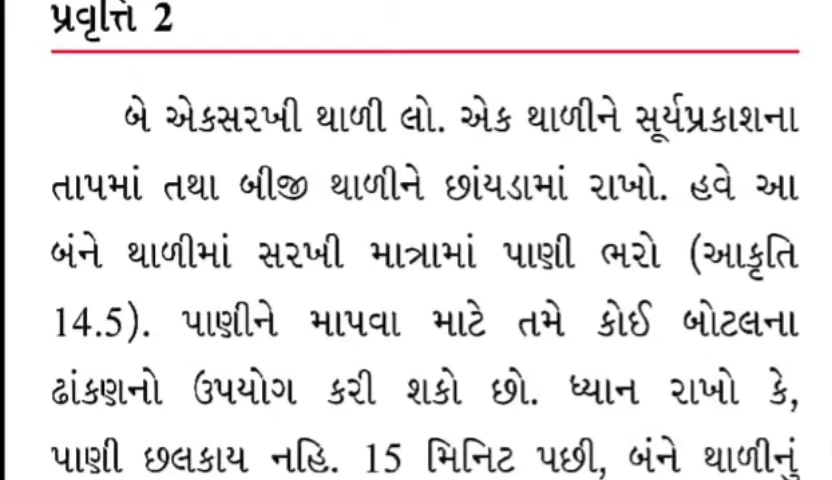 પ્રવૃત્તિ 2
બે એકસરખી થાળી લો. એક થાળીને સૂર્યપ્રકાશના
તાપમાં તથા બીજી થાળીને છાંયડામાં રાખો. હવે આ
બંને થાળીમાં સરખી માત્રામાં પાણી ભરો (આકૃતિ
14.5). પાણીને માપવા માટે તમે કોઈ બોટલના
ઢાંકણનો ઉપયોગ કરી શકો છો. ધ્યાન રાખો કે,
પાણી છલકાય નહિ. 15 મિનિટ પછી, બંને થાળીનું